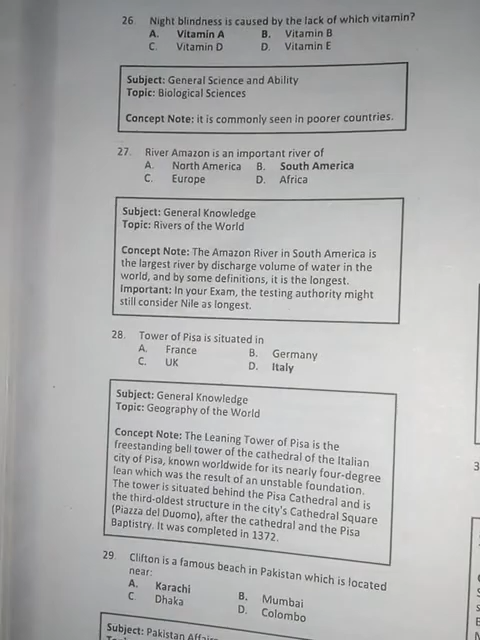 26. Night blindness is caused by the lack of which vitamin?
A. Vitamin A B. Vitamin B
C. Vitamin D D. Vitamin E
Subject: General Science and Ability
Topic: Biological Sciences
Concept Note: it is commonly seen in poorer countries.
27. River Amazon is an important river of
A. North America B. South America
C. Europe D. Africa
Subject: General Knowledge
Topic: Rivers of the World
Concept Note: The Amazon River in South America is
the largest river by discharge volume of water in the
world, and by some definitions, it is the longest.
Important: In your Exam, the testing authority might
still consider Nile as longest.
28. Tower of Pisa is situated in
A. France B. Germany
C. UK D. Italy
Subject: General Knowledge
Topic: Geography of the World
Concept Note: The Leaning Tower of Pisa is the
freestanding bell tower of the cathedral of the Italian
city of Pisa, known worldwide for its nearly four-degree
lean which was the result of an unstable foundation.
The tower is situated behind the Pisa Cathedral and is
the third-oldest structure in the city's Cathedral Square
(Piazza del Duomo), after the cathedral and the Pisa
Baptistry. It was completed in 1372.
29. Clifton is a famous beach in Pakistan which is located
near:
A. Karachi B. Mumbai
C. Dhaka D. Colombo
Subject: Pakistan Affairs